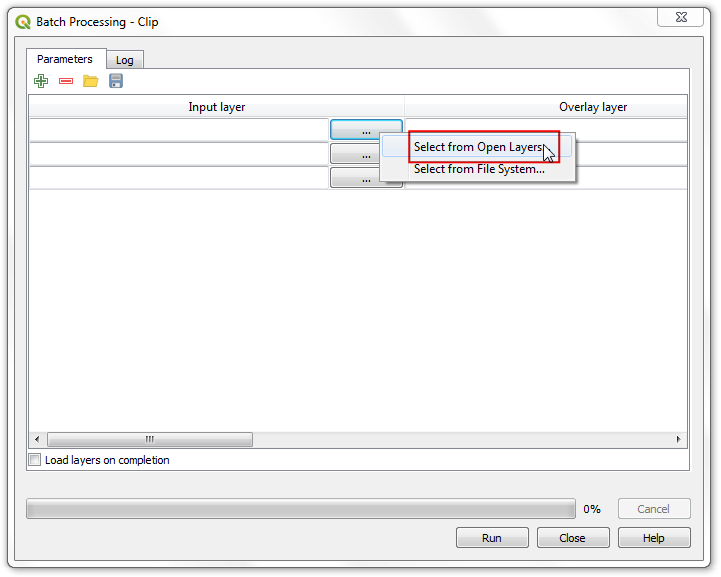 Batch Processing - Clip
Parameters
Log
Input layer
Overlay layer
...
Select from Open Layers...
...
Select from File System...
...
Load layers on completion
0%
Cancel
Run
Close
Help